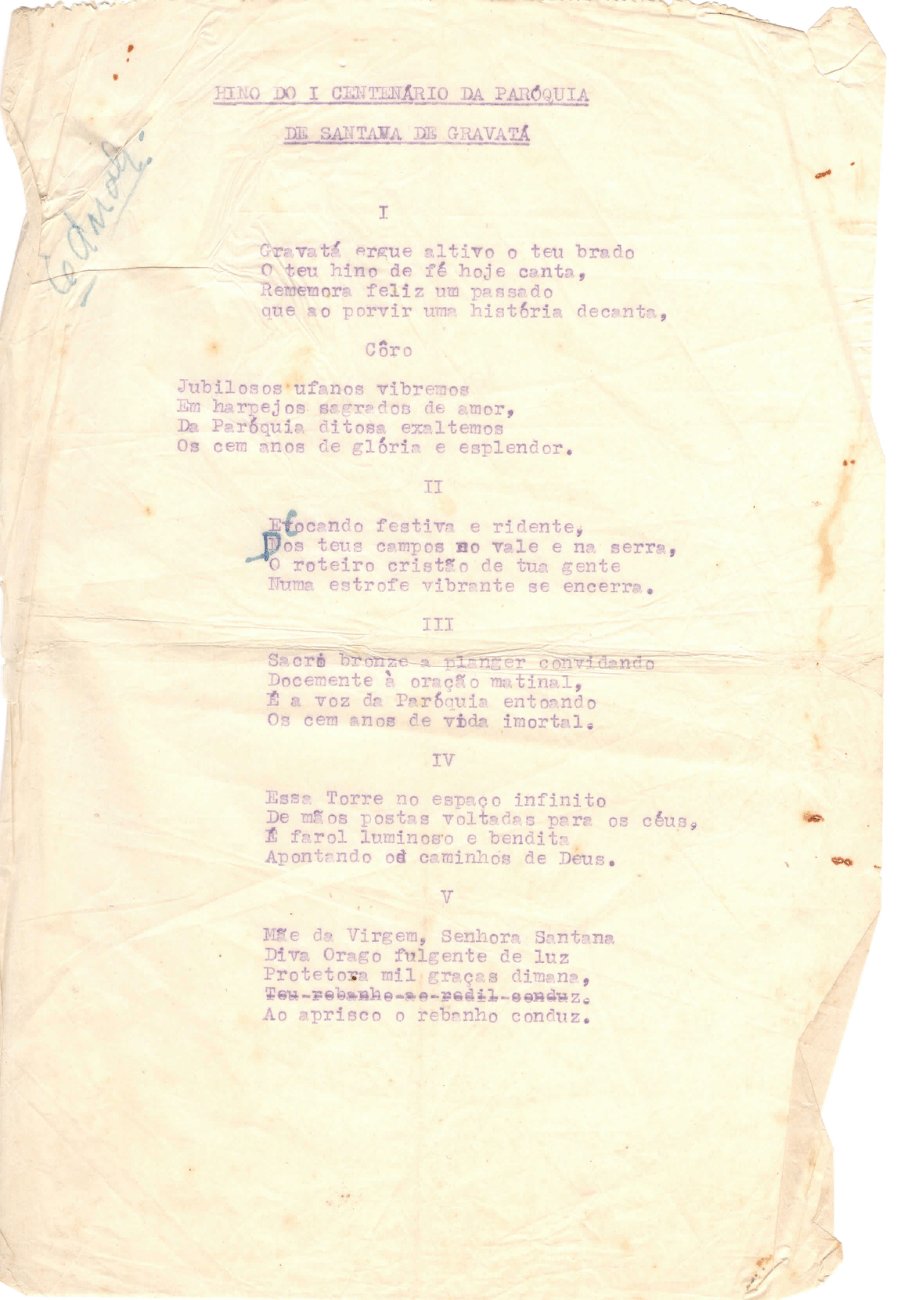 HINO DO I CENTENÁRIO DA PARÓQUIA
DE SANTANA DE GRAVATÁ
I
Gravatá ergue altivo o teu brado
O teu hino de fé hoje canta,
Rememora feliz um passado
que ao porvir uma história decanta,
Côro
Jubilosos ufanos vibremos
Em harpejos sagrados de amor,
Da Paróquia ditosa exaltemos
Os cem anos de glória e esplendor.
II
Evocando festiva e ridente,
Dos teus campos no vale e na serra,
O roteiro cristão de tua gente
Numa estrofe vibrante se encerra.
III
Sacro bronze a planger convidando
Docemente à oração matinal,
É a voz da Paróquia entoando
Os cem anos de vida imortal.
IV
Essa Torre no espaço infinito
De mãos postas voltadas para os céus,
É farol luminoso e bendita
Apontando os caminhos de Deus.
V
Mãe da Virgem, Senhora Santana
Diva Orago fulgente de luz
Protetora mil graças dimana,
Teu rebanho ao redil conduz.
Ao aprisco o rebanho conduz.